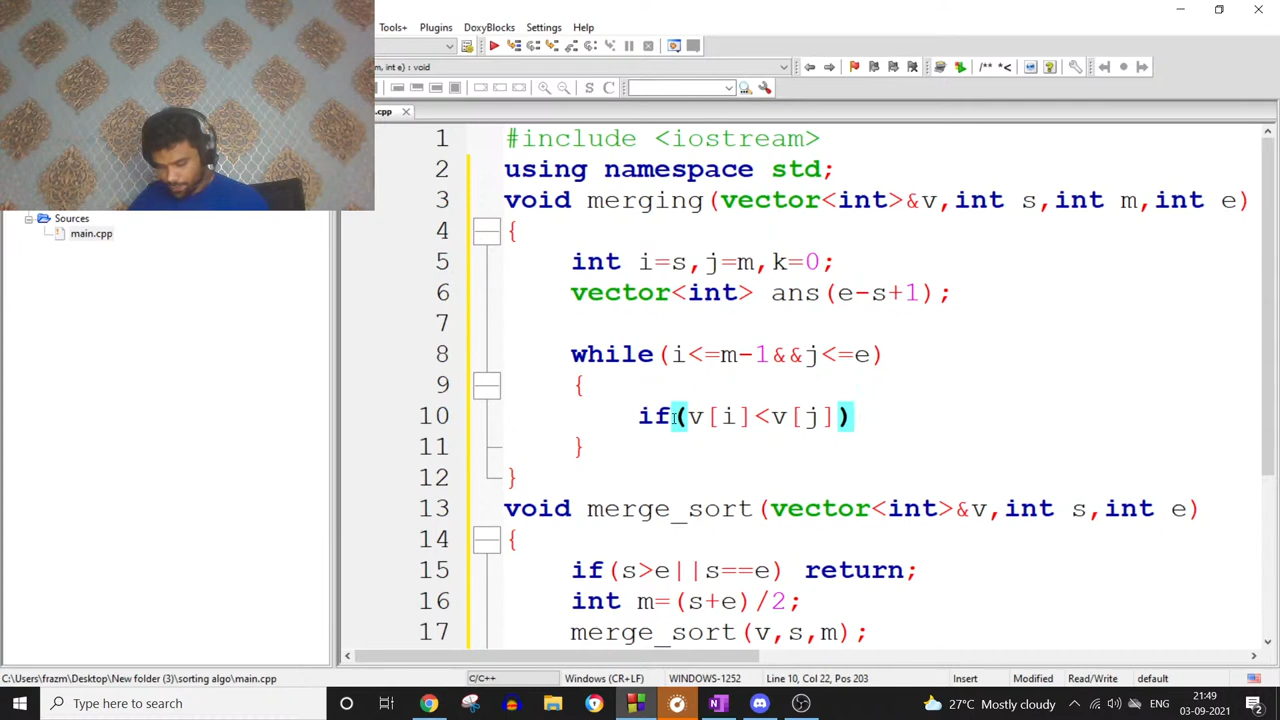 Tools+ Plugins DoxyBlocks Settings Help
m, int e) : void
/** *<
S C
.cpp
Sources
main.cpp
1 #include <iostream>
2 using namespace std;
3 void merging(vector<int>&v,int s,int m,int e)
4 {
5 int i=s,j=m,k=0;
6 vector<int> ans(e-s+1);
7
8 while(i<=m-1&&j<=e)
9 {
10 if(v[i]<v[j])
11 }
12 }
13 void merge_sort(vector<int>&v,int s,int e)
14 {
15 if(s>e||s==e) return;
16 int m=(s+e)/2;
17 merge_sort(v,s,m);
C:\Users\frazm\Desktop\New folder (3)\sorting algo\main.cpp C/C++ Windows (CR+LF) WINDOWS-1252 Line 10, Col 22, Pos 203 Insert Modified Read/Write default
Type here to search 27°C Mostly cloudy ENG 21:49
03-09-2021 2